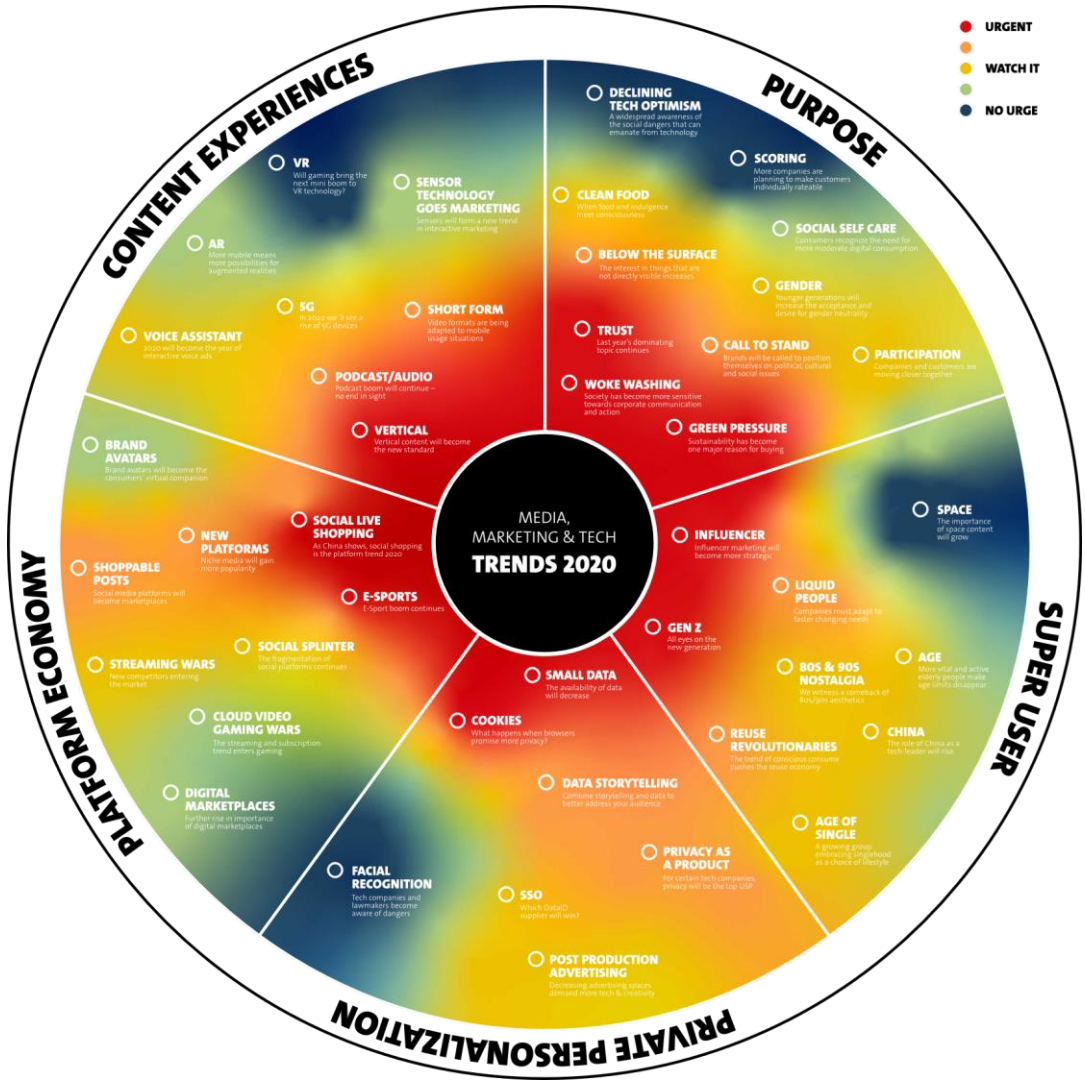 URGENT
WATCH IT
NO URGE
CONTENT EXPERIENCES
PURPOSE
SUPER USER
PRIVATE PERSONALIZATION
PLATFORM ECONOMY
MEDIA,
MARKETING & TECH
TRENDS 2020
VR
Will gaming bring the
next mini boom to
VR technology?
SENSOR
TECHNOLOGY
GOES MARKETING
Sensors will form a new trend
in interactive marketing
AR
More mobile means
more possibilities for
augmented realities
5G
In 2020 we'll see a
rise of 5G devices
SHORT FORM
Video formats are being
adapted to mobile
usage situations
VOICE ASSISTANT
2020 will become the year of
interactive voice ads
PODCAST/AUDIO
Podcast boom will continue –
no end in sight
VERTICAL
Vertical content will become
the new standard
DECLINING
TECH OPTIMISM
A widespread awareness of
the social dangers that can
emanate from technology
SCORING
More companies are
planning to make customers
individually rateable
CLEAN FOOD
When food and indulgence
meet consciousness
SOCIAL SELF CARE
Consumers recognize the need for
more moderate digital consumption
BELOW THE SURFACE
The interest in things that are
not directly visible increases
GENDER
Younger generations will
increase the acceptance and
desire for gender neutrality
TRUST
Last year's dominating
topic continues
CALL TO STAND
Brands will be called to position
themselves on political, cultural
and social issues
PARTICIPATION
Companies and customers are
moving closer together
WOKE WASHING
Society has become more sensitive
towards corporate communication
and action
GREEN PRESSURE
Sustainability has become
one major reason for buying
SPACE
The importance
of space content
will grow
INFLUENCER
Influencer marketing will
become more strategic
LIQUID
PEOPLE
Companies must adapt to
faster changing needs
GEN Z
All eyes on the
new generation
AGE
More vital and active
elderly people make
age limits disappear
80S & 90S
NOSTALGIA
We witness a comeback of
80s/90s aesthetics
REUSE
REVOLUTIONARIES
The trend of conscious consume
pushes the reuse economy
CHINA
The role of China as a
tech leader will rise
AGE OF
SINGLE
A growing group
embracing singlehood
as a choice of lifestyle
SMALL DATA
The availability of data
will decrease
COOKIES
What happens when browsers
promise more privacy?
DATA STORYTELLING
Combine storytelling and data to
better address your audience
PRIVACY AS
A PRODUCT
For certain tech companies,
privacy will be the top USP
FACIAL
RECOGNITION
Tech companies and
lawmakers become
aware of dangers
SSO
Which DataID
supplier will win?
POST PRODUCTION
ADVERTISING
Decreasing advertising spaces
demand more tech & creativity
BRAND
AVATARS
Brand avatars will become the
consumers' virtual companion
SOCIAL LIVE
SHOPPING
As China shows, social shopping
is the platform trend 2020
NEW
PLATFORMS
Niche media will gain
more popularity
SHOPPABLE
POSTS
Social media platforms will
become marketplaces
E-SPORTS
E-Sport boom continues
SOCIAL SPLINTER
The fragmentation of
social platforms continues
STREAMING WARS
New competitors entering
the market
CLOUD VIDEO
GAMING WARS
The streaming and subscription
trend enters gaming
DIGITAL
MARKETPLACES
Further rise in importance
of digital marketplaces